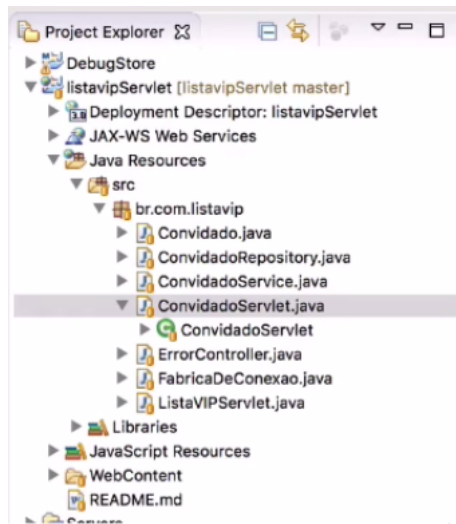 Project Explorer
DebugStore
listavipServlet [listavipServlet master]
Deployment Descriptor: listavipServlet
JAX-WS Web Services
Java Resources
src
br.com.listavip
Convidado.java
ConvidadoRepository.java
ConvidadoService.java
ConvidadoServlet.java
ConvidadoServlet
ErrorController.java
FabricaDeConexao.java
ListaVIPServlet.java
Libraries
JavaScript Resources
WebContent
README.md
Servers